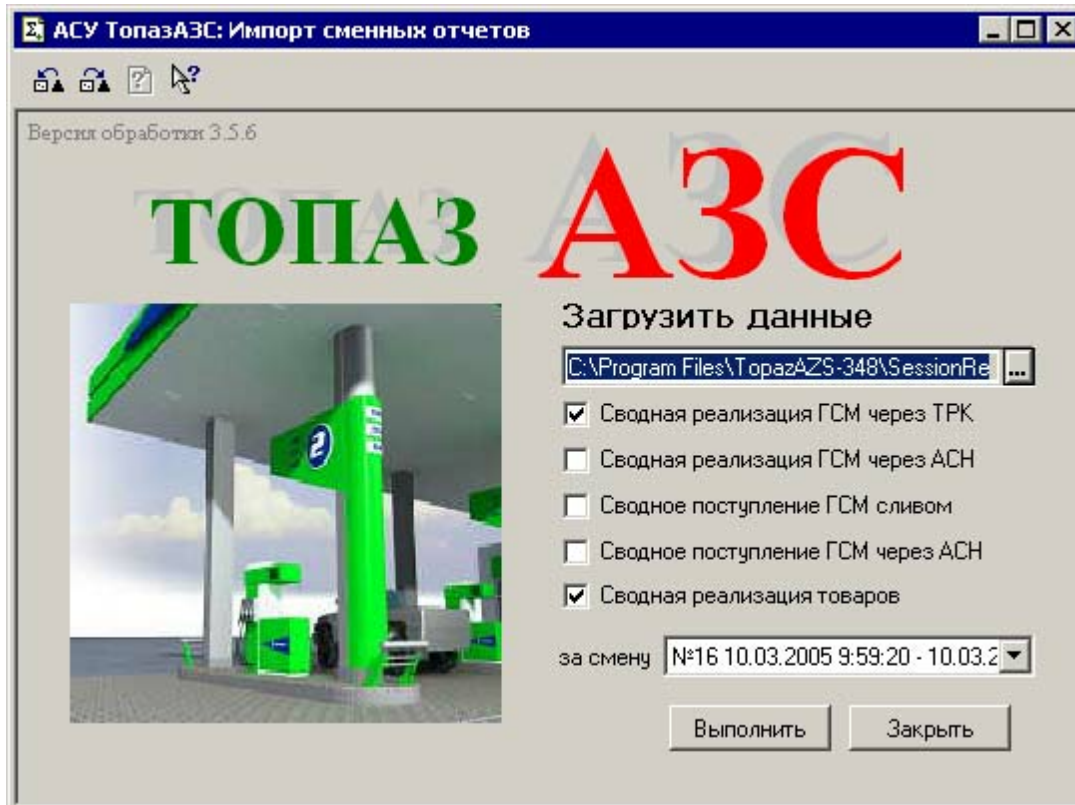 АСУ ТопазАЗС: Импорт сменных отчетов
Версия обработки 3.5.6
ТОПАЗ АЗС
Загрузить данные
C:\Program Files\TopazAZS-348\SessionRe ...
Сводная реализация ГСМ через ТРК
Сводная реализация ГСМ через АСН
Сводное поступление ГСМ сливом
Сводное поступление ГСМ через АСН
Сводная реализация товаров
за смену №16 10.03.2005 9:59:20 - 10.03.2
Выполнить Закрыть
2